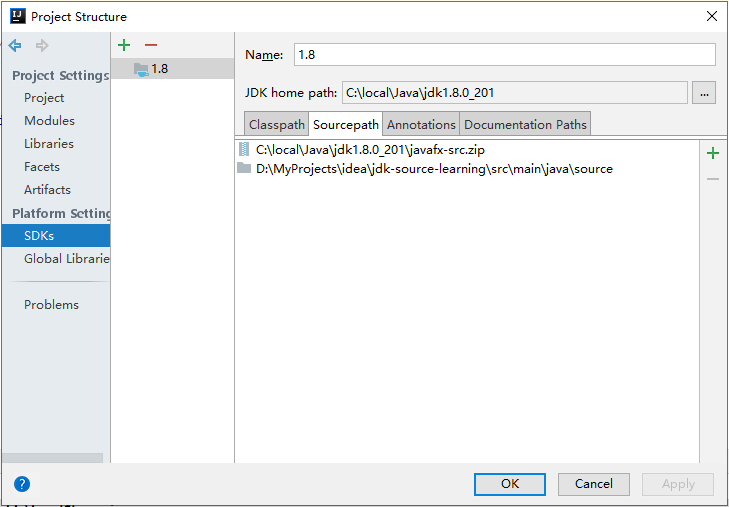 Project Structure
Project Settings
Project
Modules
Libraries
Facets
Artifacts
Platform Setting
SDKs
Global Librarie
Problems
1.8
Name: 1.8
JDK home path: C:\local\Java\jdk1.8.0_201 ...
Classpath Sourcepath Annotations Documentation Paths
C:\local\Java\jdk1.8.0_201\javafx-src.zip
D:\MyProjects\idea\jdk-source-learning\src\main\java\source
? OK Cancel Apply